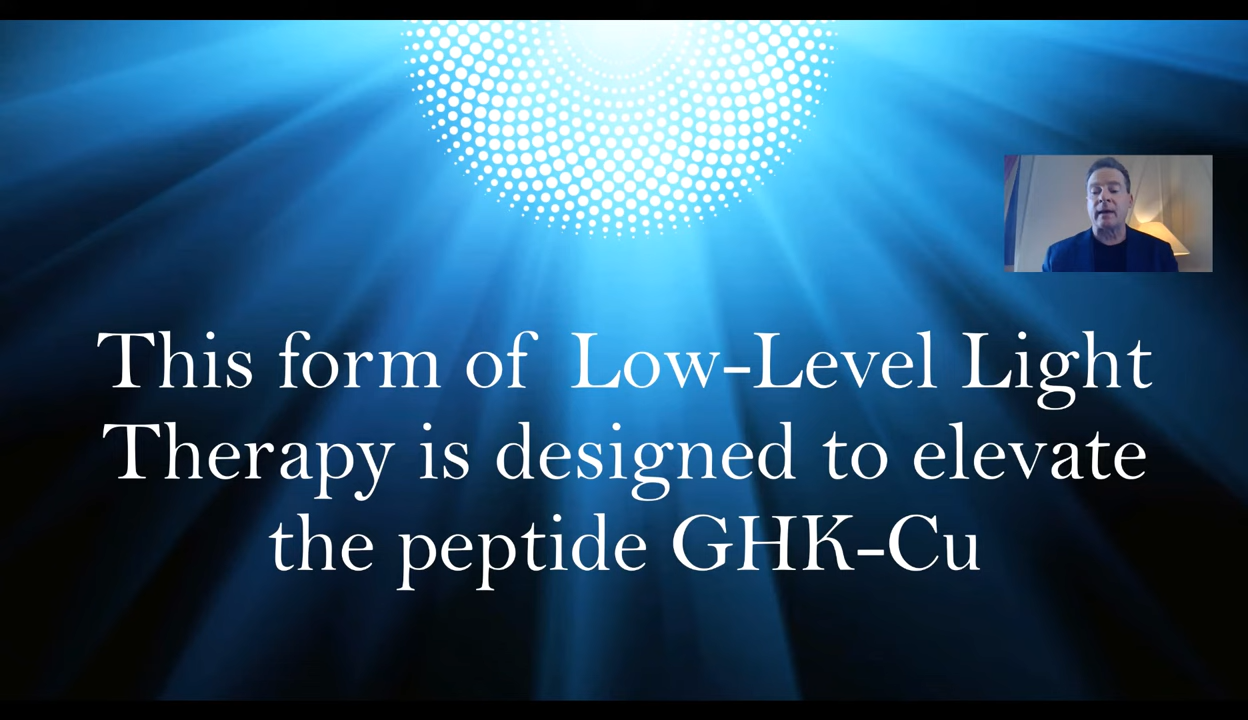 This form of Low-Level Light
Therapy is designed to elevate
the peptide GHK-Cu